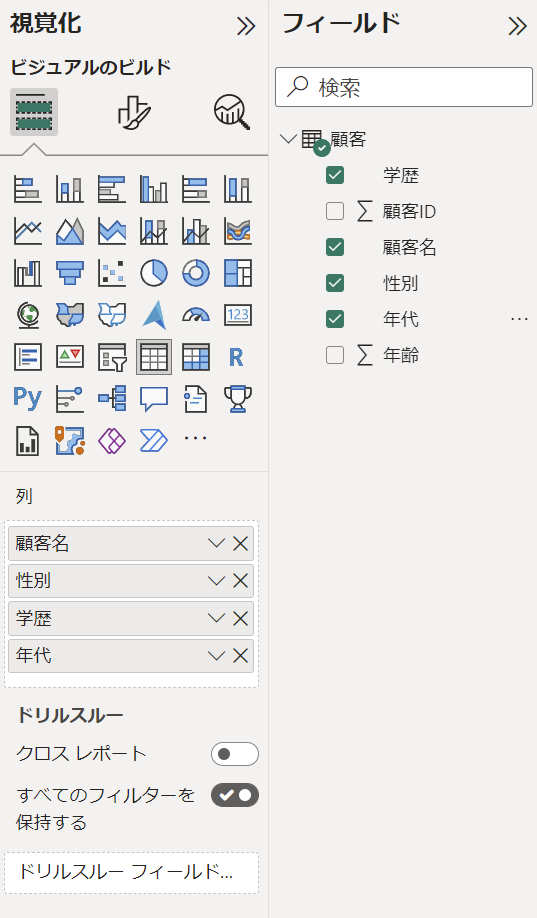 視覚化
ビジュアルのビルド
123
R
Py
列
顧客名
性別
学歴
年代
ドリルスルー
クロス レポート
すべてのフィルターを
保持する
ドリルスルー フィールド...
フィールド
検索
顧客
学歴
∑ 顧客ID
顧客名
性別
年代
∑ 年齢